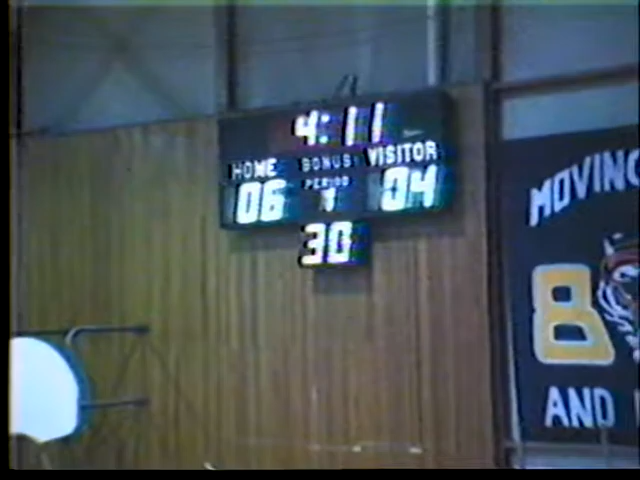 4:11
HOME BONUS VISITOR
06 PERIOD 1 04
30
MOVING
8
AND